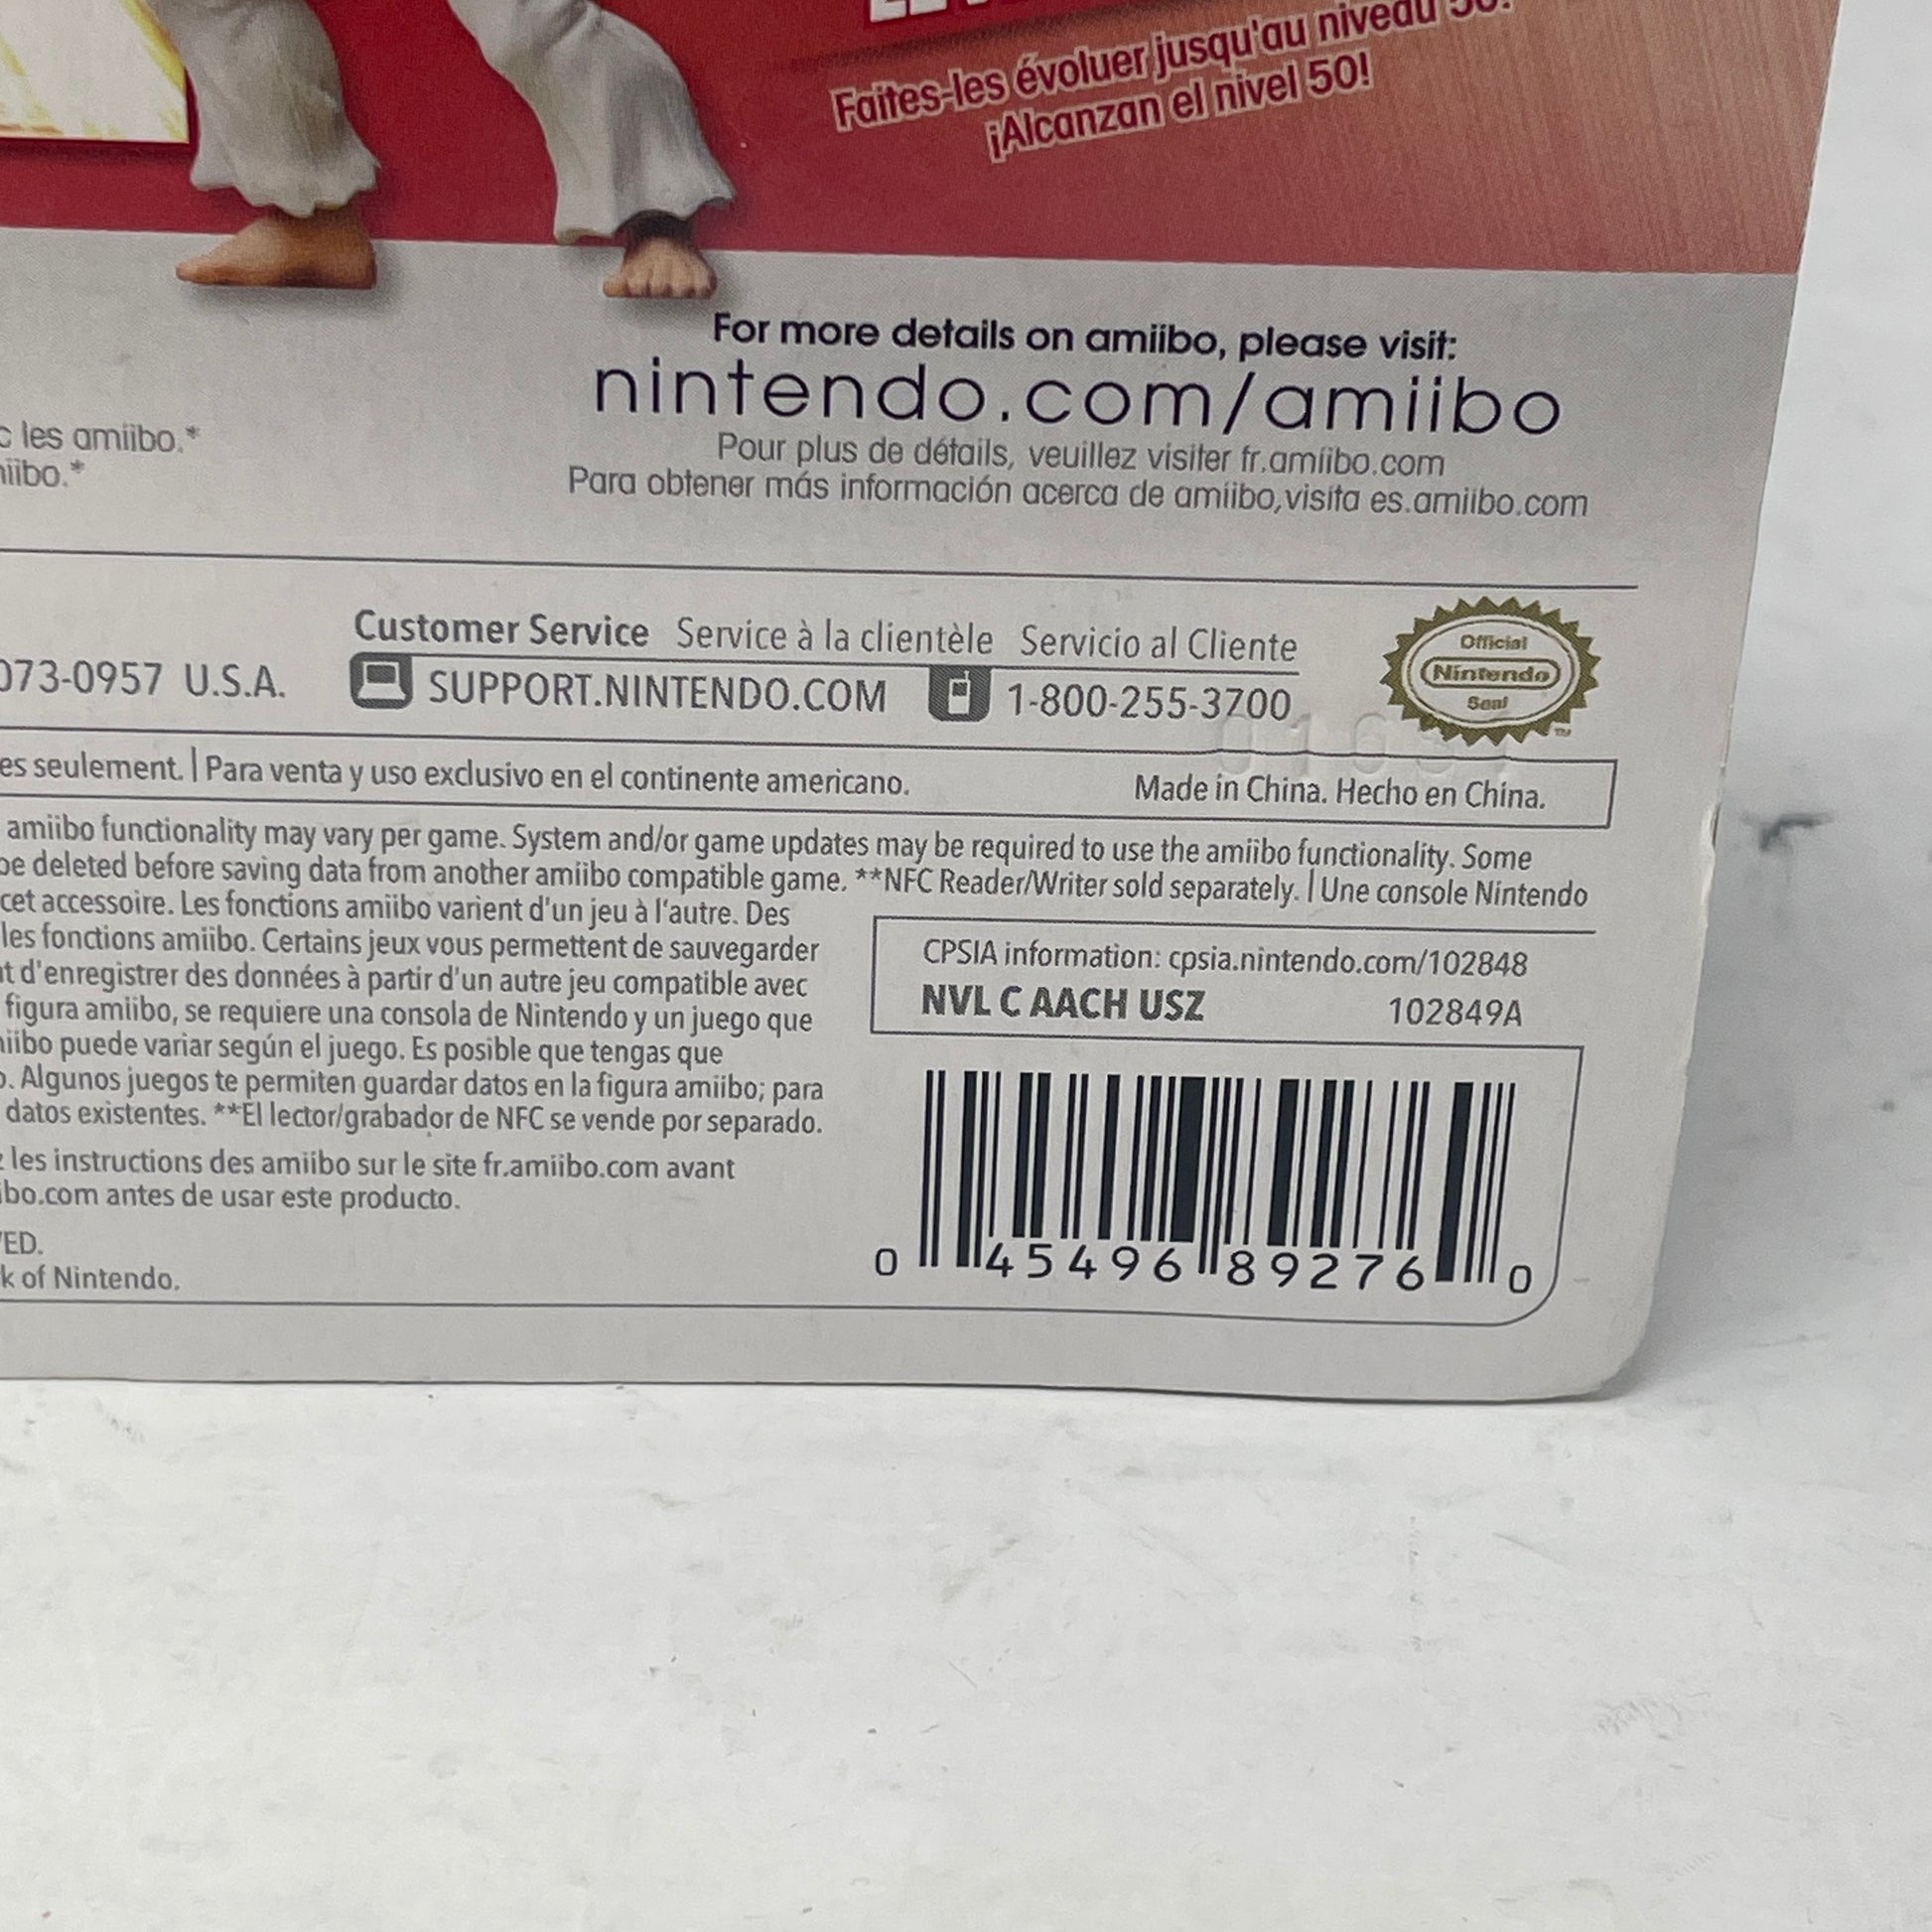 Faites-les évoluer jusqu'au niveau 50!
¡Alcanzan el nivel 50!
For more details on amiibo, please visit:
nintendo.com/amiibo
Pour plus de détails, veuillez visiter fr.amiibo.com
Para obtener más información acerca de amiibo,visita es.amiibo.com
les amiibo.*
Customer Service Service à la clientèle Servicio al Cliente
073-0957 U.S.A. SUPPORT.NINTENDO.COM 1-800-255-3700
Official
Nintendo
Seal
TM
seulement. | Para venta y uso exclusivo en el continente americano.
Made in China. Hecho en China.
amiibo functionality may vary per game. System and/or game updates may be required to use the amiibo functionality. Some
be deleted before saving data from another amiibo compatible game. **NFC Reader/Writer sold separately. | Une console Nintendo
cet accessoire. Les fonctions amiibo varient d'un jeu à l'autre. Des
les fonctions amiibo. Certains jeux vous permettent de sauvegarder
d'enregistrer des données à partir d'un autre jeu compatible avec
figura amiibo, se requiere una consola de Nintendo y un juego que
puede variar según el juego. Es posible que tengas que
Algunos juegos te permiten guardar datos en la figura amiibo; para
datos existentes. **El lector/grabador de NFC se vende por separado.
les instructions des amiibo sur le site fr.amiibo.com avant
antes de usar este producto.
of Nintendo.
CPSIA information: cpsia.nintendo.com/102848
NVL C AACH USZ 102849A
0 45496 89276 0